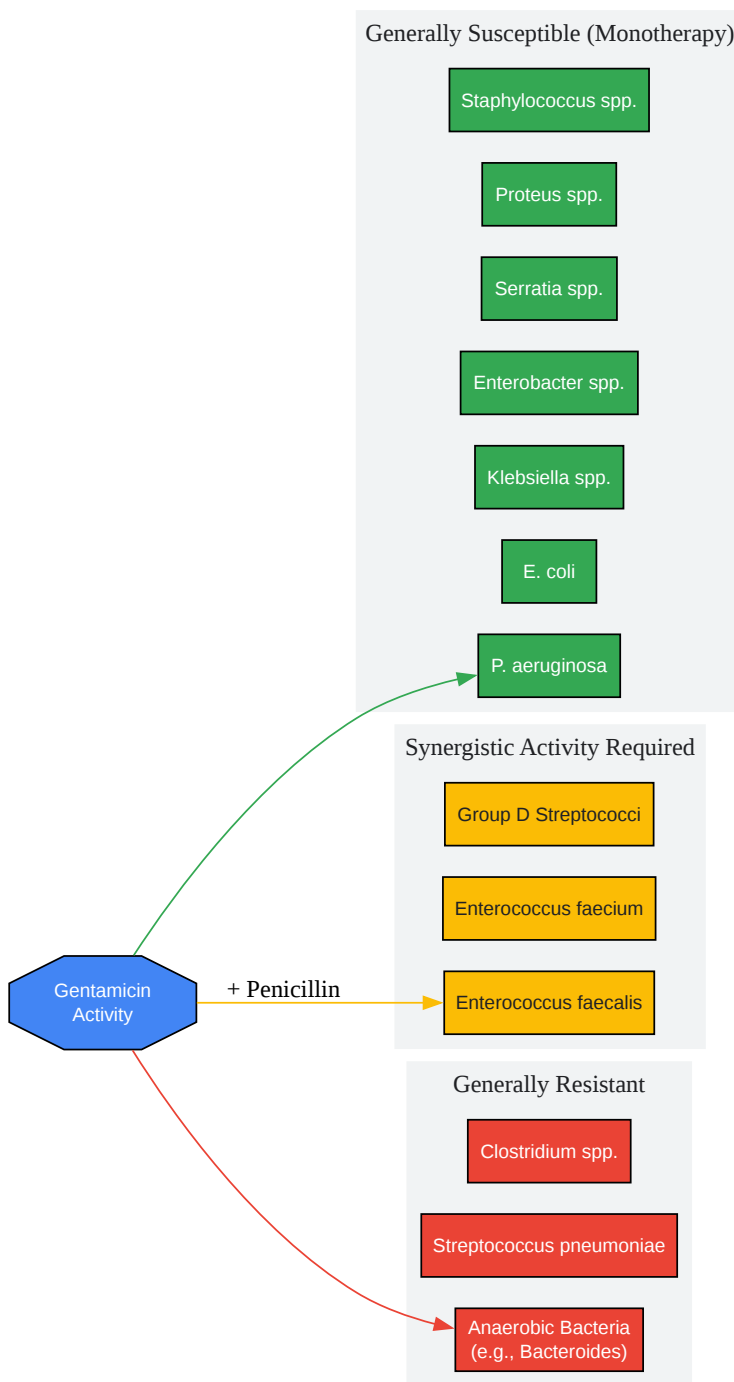 Generally Susceptible (Monotherapy)
Staphylococcus spp.
Proteus spp.
Serratia spp.
Enterobacter spp.
Klebsiella spp.
E. coli
P. aeruginosa
Synergistic Activity Required
Group D Streptococci
Enterococcus faecium
Gentamicin
Activity
+ Penicillin
Enterococcus faecalis
Generally Resistant
Clostridium spp.
Streptococcus pneumoniae
Anaerobic Bacteria
(e.g., Bacteroides)